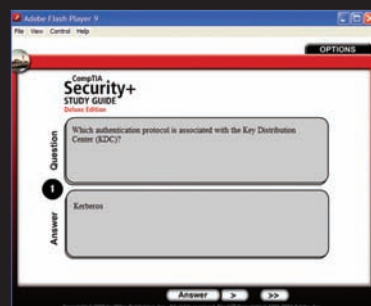 Adobe Flash Player 9
File View Control Help
OPTIONS
CompTIA
Security+
STUDY GUIDE
Deluxe Edition
Question
Which authentication protocol is associated with the Key Distribution
Center (KDC)?
1
Answer
Kerberos
Answer > >>